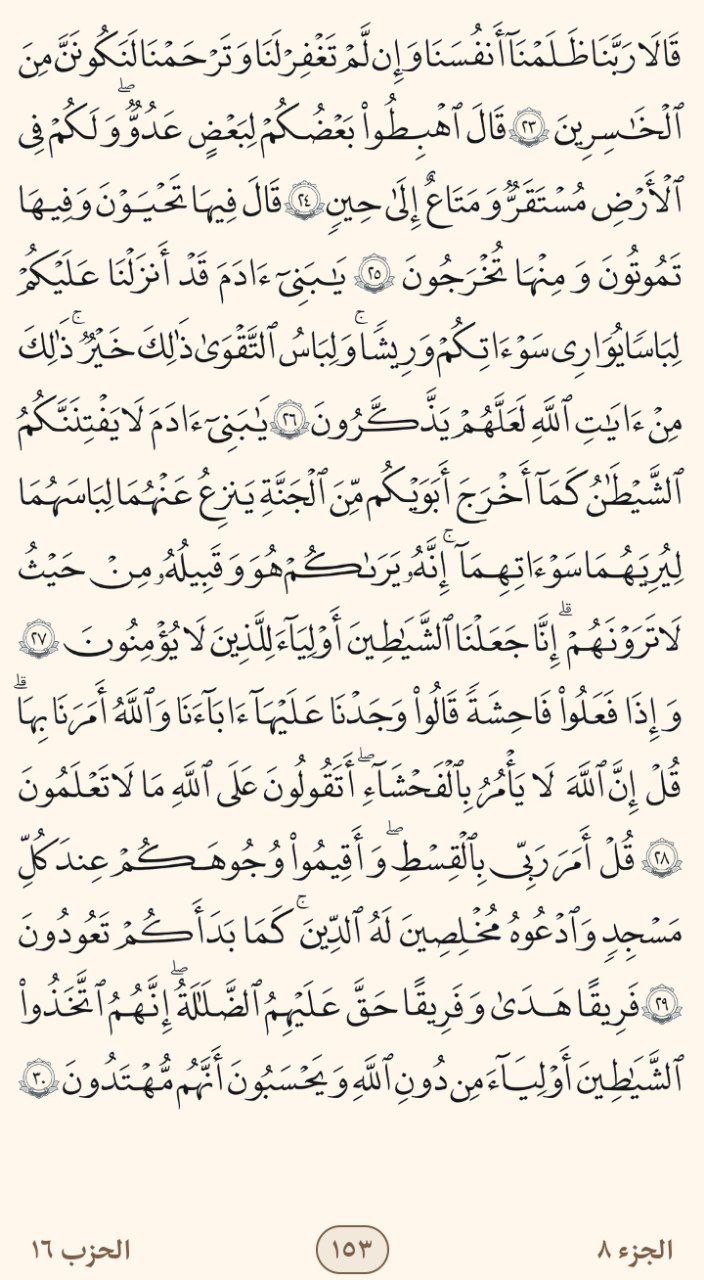 قَالَا رَبَّنَا ظَلَمْنَآ أَنفُسَنَا وَإِن لَّمْ تَغْفِرْ لَنَا وَتَرْحَمْنَا لَنَكُونَنَّ مِنَ
ٱلْخَٰسِرِينَ ٢٣ قَالَ ٱهْبِطُوا۟ بَعْضُكُمْ لِبَعْضٍ عَدُوٌّ ۖ وَلَكُمْ فِى
ٱلْأَرْضِ مُسْتَقَرٌّ وَمَتَاعٌ إِلَىٰ حِينٍ ٢٤ قَالَ فِيهَا تَحْيَوْنَ وَفِيهَا
تَمُوتُونَ وَمِنْهَا تُخْرَجُونَ ٢٥ يَٰبَنِىٓ ءَادَمَ قَدْ أَنزَلْنَا عَلَيْكُمْ
لِبَاسًا يُوَٰرِى سَوْءَٰتِكُمْ وَرِيشًا ۚ وَلِبَاسُ ٱلتَّقْوَىٰ ذَٰلِكَ خَيْرٌ ۚ ذَٰلِكَ
مِنْ ءَايَٰتِ ٱللَّهِ لَعَلَّهُمْ يَذَّكَّرُونَ ٢٦ يَٰبَنِىٓ ءَادَمَ لَا يَفْتِنَنَّكُمُ
ٱلشَّيْطَٰنُ كَمَآ أَخْرَجَ أَبَوَيْكُم مِّنَ ٱلْجَنَّةِ يَنزِعُ عَنْهُمَا لِبَاسَهُمَا
لِيُرِيَهُمَا سَوْءَٰتِهِمَآ ۚ إِنَّهُۥ يَرَىٰكُمْ هُوَ وَقَبِيلُهُۥ مِنْ حَيْثُ
لَا تَرَوْنَهُمْ ۗ إِنَّا جَعَلْنَا ٱلشَّيَٰطِينَ أَوْلِيَآءَ لِلَّذِينَ لَا يُؤْمِنُونَ ٢٧
وَإِذَا فَعَلُوا۟ فَٰحِشَةً قَالُوا۟ وَجَدْنَا عَلَيْهَآ ءَابَآءَنَا وَٱللَّهُ أَمَرَنَا بِهَا ۗ
قُلْ إِنَّ ٱللَّهَ لَا يَأْمُرُ بِٱلْفَحْشَآءِ ۖ أَتَقُولُونَ عَلَى ٱللَّهِ مَا لَا تَعْلَمُونَ
٢٨ قُلْ أَمَرَ رَبِّى بِٱلْقِسْطِ ۖ وَأَقِيمُوا۟ وُجُوهَكُمْ عِندَ كُلِّ
مَسْجِدٍ وَٱدْعُوهُ مُخْلِصِينَ لَهُ ٱلدِّينَ ۚ كَمَا بَدَأَكُمْ تَعُودُونَ
٢٩ فَرِيقًا هَدَىٰ وَفَرِيقًا حَقَّ عَلَيْهِمُ ٱلضَّلَٰلَةُ ۖ إِنَّهُمُ ٱتَّخَذُوا۟
ٱلشَّيَٰطِينَ أَوْلِيَآءَ مِن دُونِ ٱللَّهِ وَيَحْسَبُونَ أَنَّهُم مُّهْتَدُونَ ٣٠
الجزء ٨ ١٥٣ الحزب ١٦